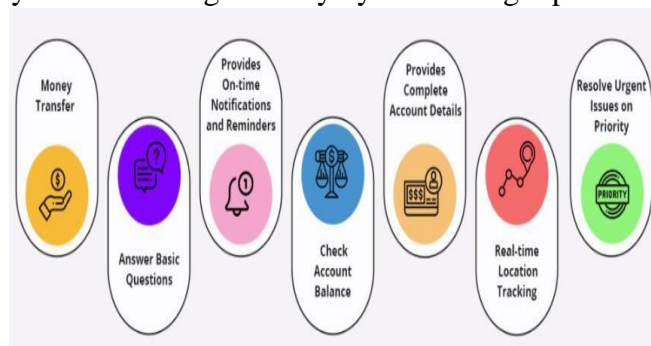 Money
Transfer
Answer Basic
Questions
Provides
On-time
Notifications
and Reminders
1
Check
Account
Balance
Provides
Complete
Account Details
$$$
Real-time
Location
Tracking
Resolve Urgent
Issues on
Priority
PRIORITY